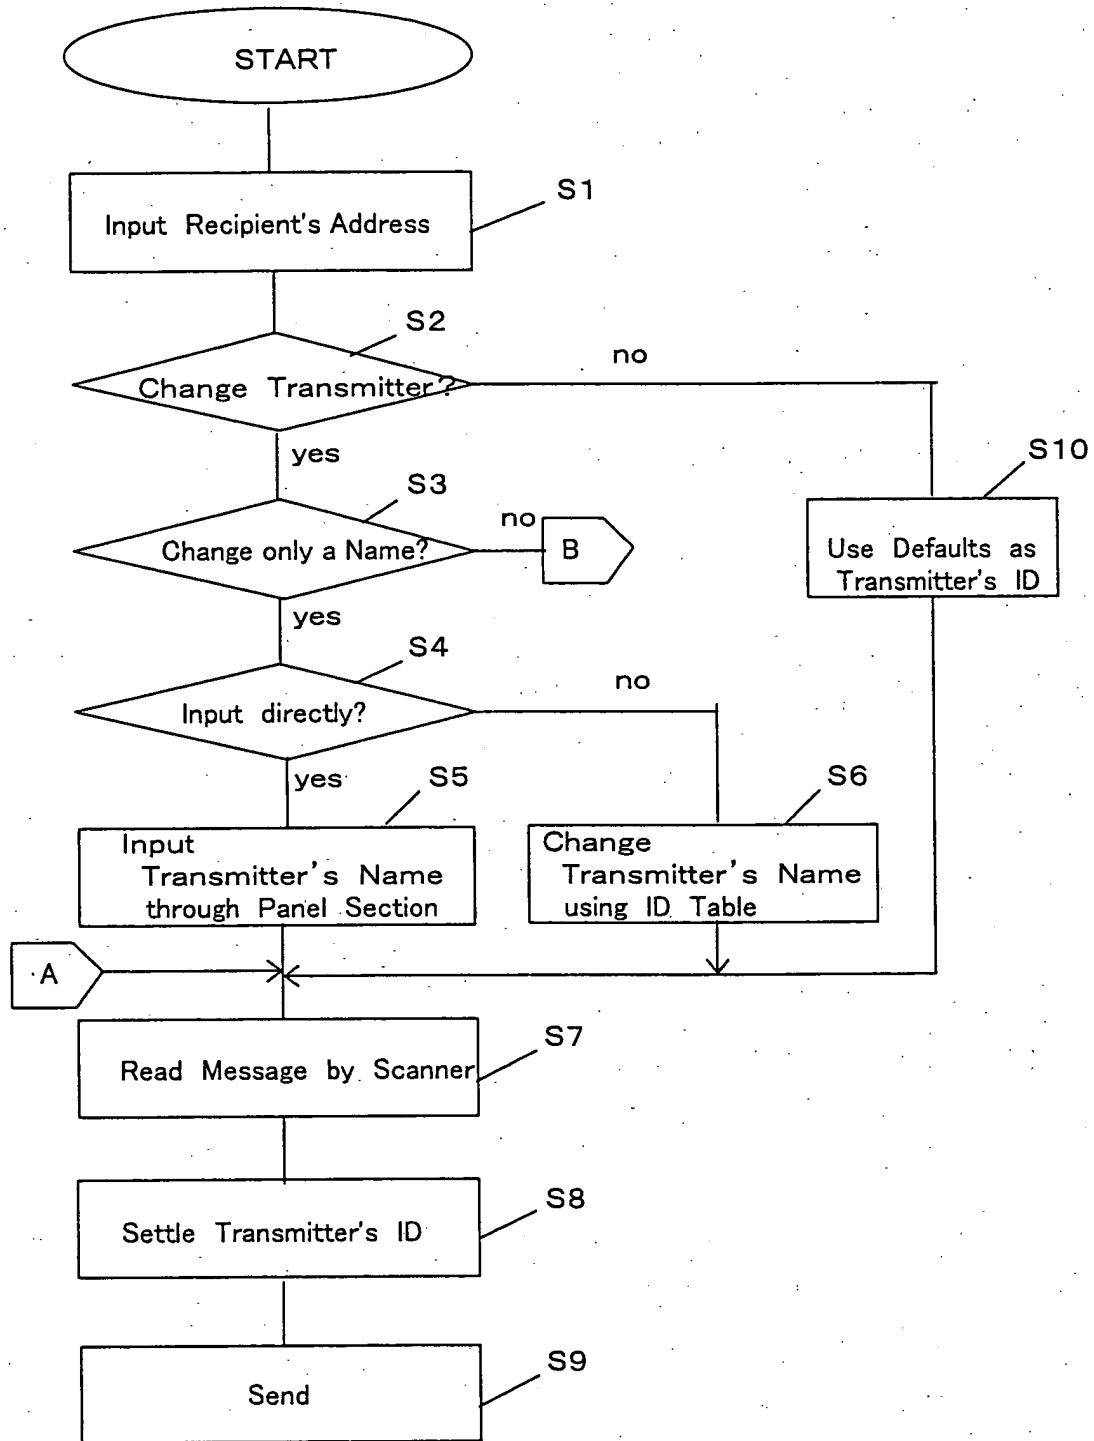 START
S1
Input Recipient's Address
S2
Change Transmitter?
no
yes
S10
S3
Change only a Name?
no
B
Use Defaults as
Transmitter's ID
yes
S4
Input directly?
no
yes
S5
S6
Input
Transmitter's Name
through Panel Section
Change
Transmitter's Name
using ID Table
A
S7
Read Message by Scanner
S8
Settle Transmitter's ID
S9
Send